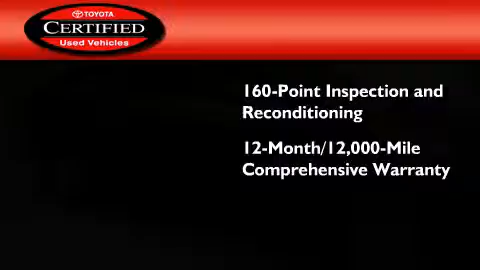 TOYOTA
CERTIFIED
Used Vehicles
160-Point Inspection and
Reconditioning
12-Month/12,000-Mile
Comprehensive Warranty